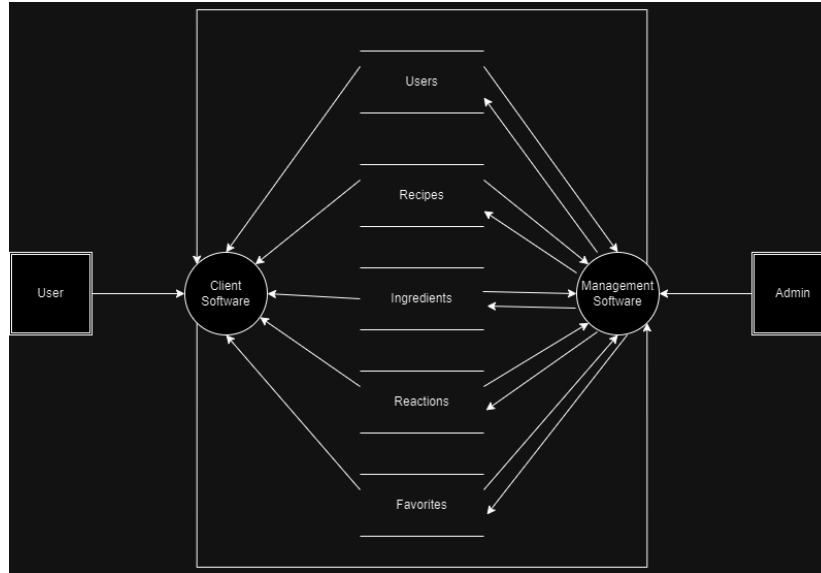 Users
Recipes
User
Client
Software
Ingredients
Management
Software
Admin
Reactions
Favorites